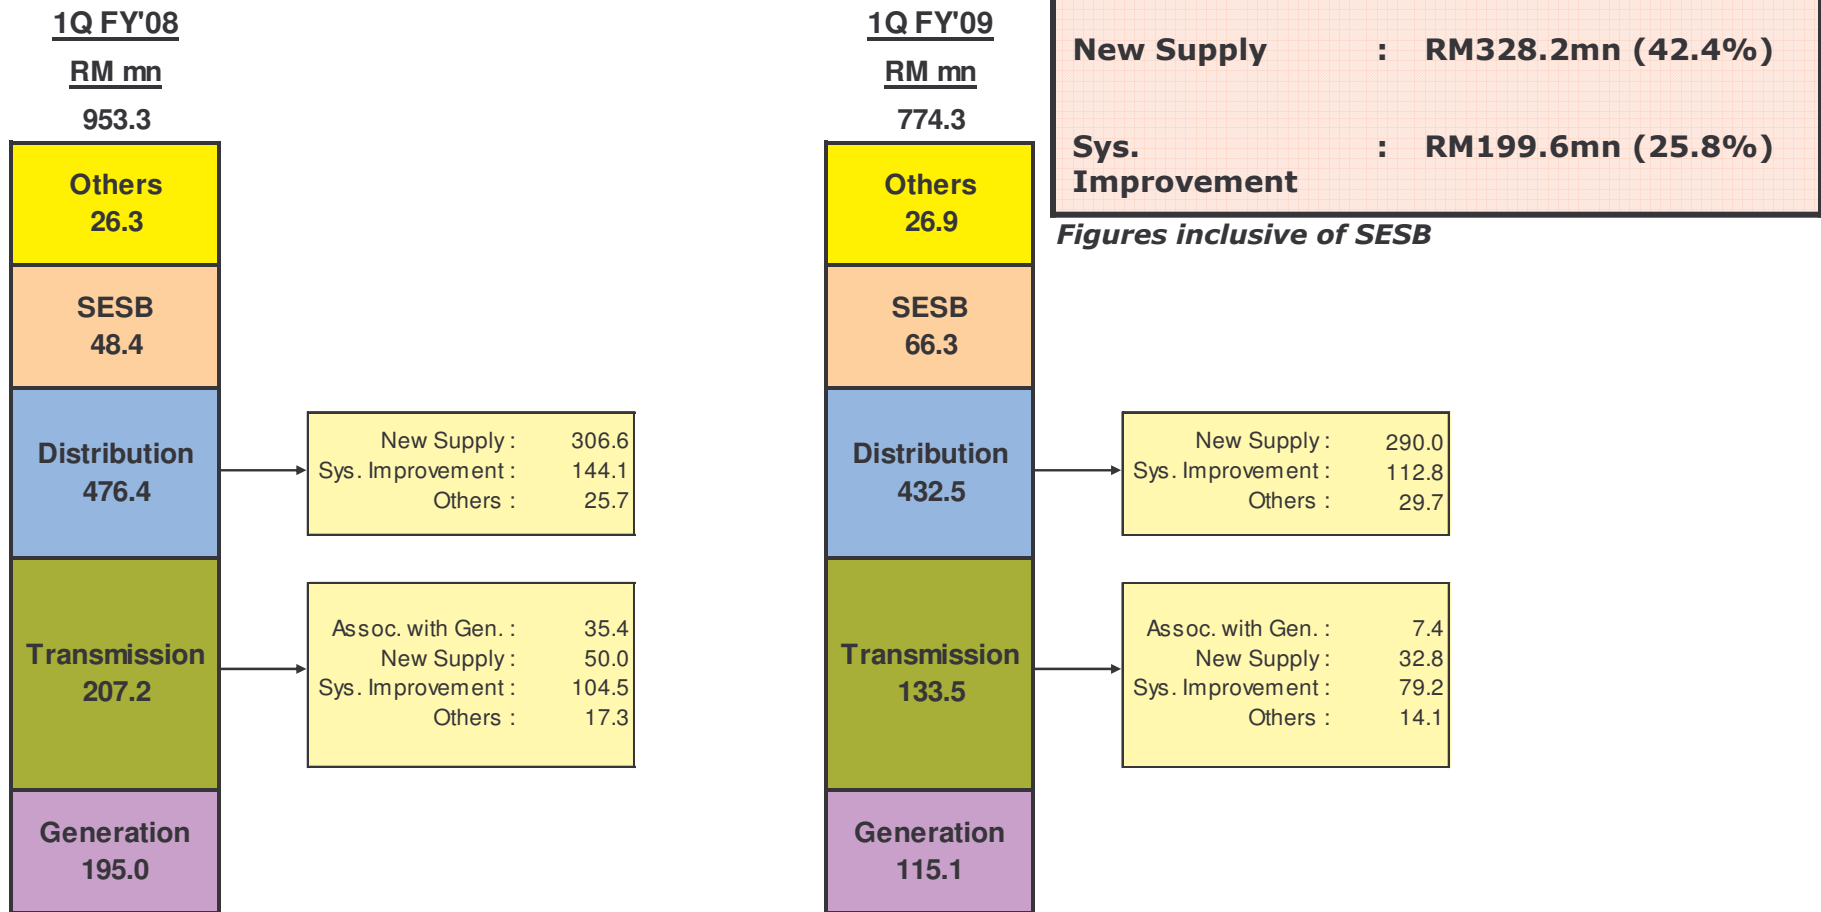 1Q FY'08
RM mn
953.3
Others
26.3
SESB
48.4
Distribution
476.4
New Supply : 306.6
Sys. Improvement : 144.1
Others : 25.7
Transmission
207.2
Assoc. with Gen. : 35.4
New Supply : 50.0
Sys. Improvement : 104.5
Others : 17.3
Generation
195.0
1Q FY'09
RM mn
774.3
Others
26.9
SESB
66.3
Distribution
432.5
New Supply : 290.0
Sys. Improvement : 112.8
Others : 29.7
Transmission
133.5
Assoc. with Gen. : 7.4
New Supply : 32.8
Sys. Improvement : 79.2
Others : 14.1
Generation
115.1
New Supply : RM328.2mn (42.4%)
Sys. : RM199.6mn (25.8%)
Improvement
Figures inclusive of SESB